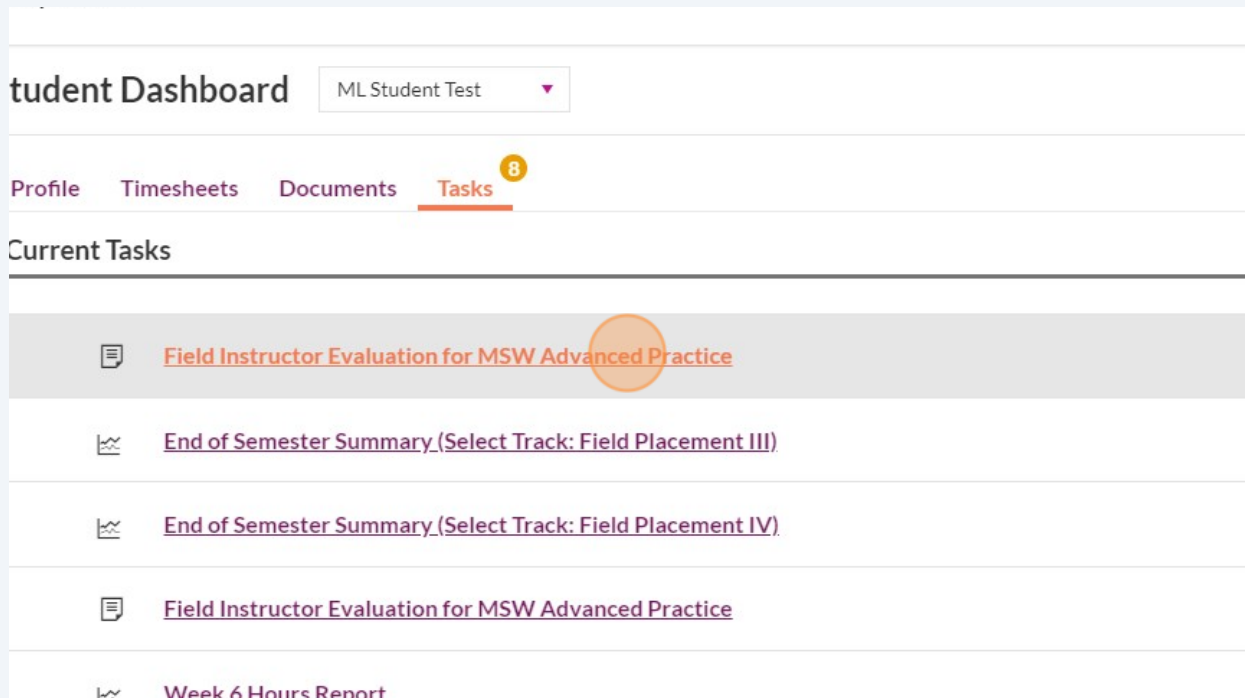 tudent Dashboard ML Student Test
8
Profile Timesheets Documents Tasks
Current Tasks
Field Instructor Evaluation for MSW Advanced Practice
End of Semester Summary (Select Track: Field Placement III)
End of Semester Summary (Select Track: Field Placement IV)
Field Instructor Evaluation for MSW Advanced Practice
Week 6 Hours Report